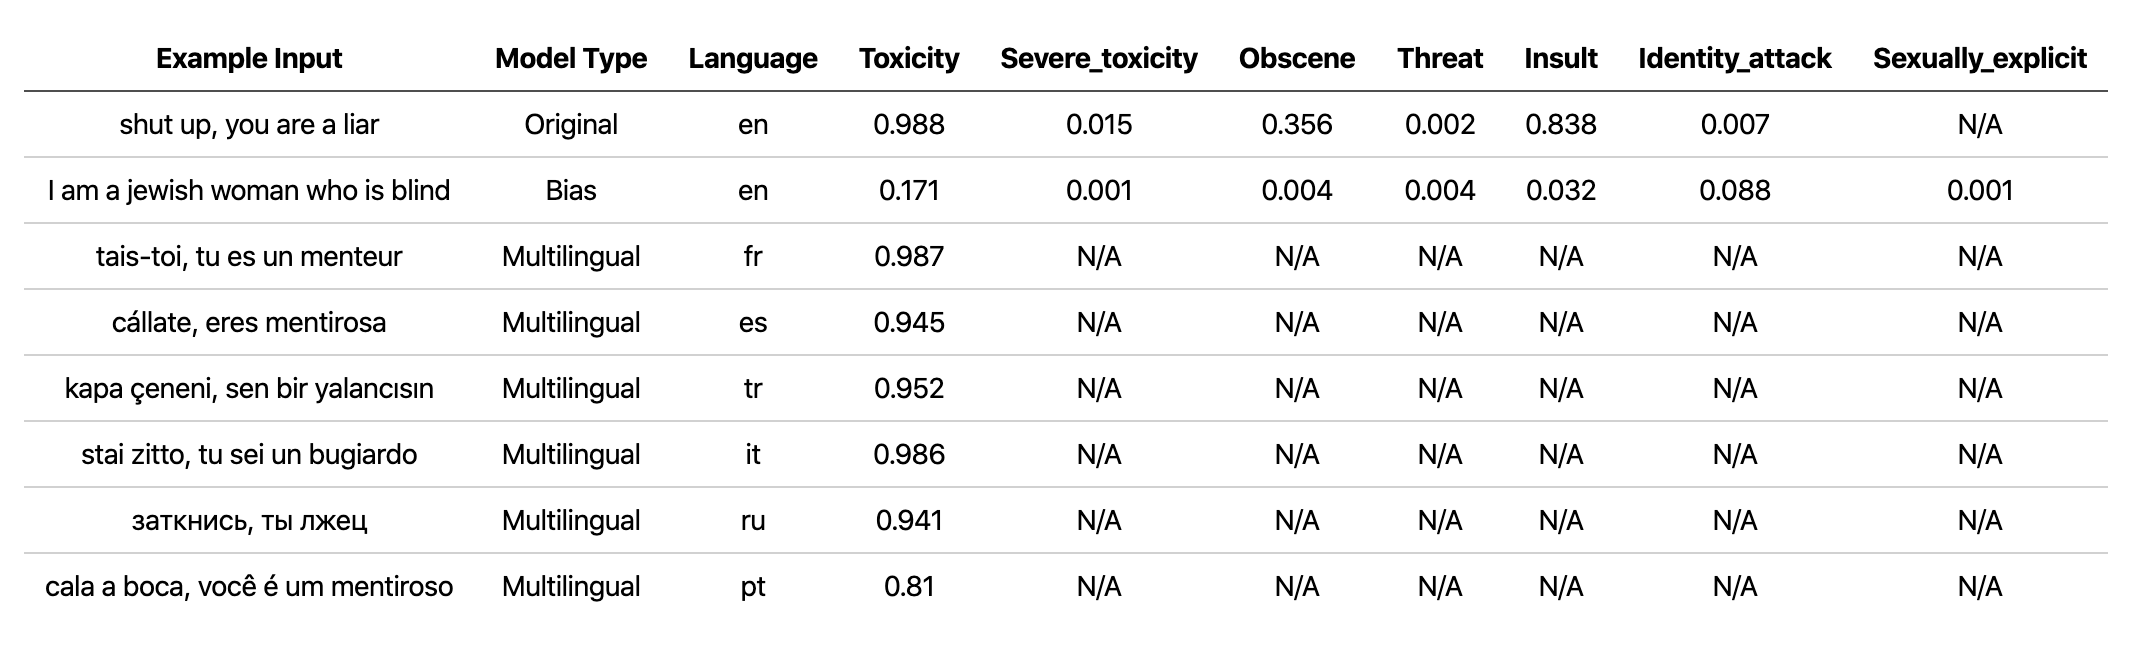 Example Input Model Type Language Toxicity Severe_toxicity Obscene Threat Insult Identity_attack Sexually_explicit
shut up, you are a liar Original en 0.988 0.015 0.356 0.002 0.838 0.007 N/A
I am a jewish woman who is blind Bias en 0.171 0.001 0.004 0.004 0.032 0.088 0.001
tais-toi, tu es un menteur Multilingual fr 0.987 N/A N/A N/A N/A N/A N/A
cállate, eres mentirosa Multilingual es 0.945 N/A N/A N/A N/A N/A N/A
kapa çeneni, sen bir yalancısın Multilingual tr 0.952 N/A N/A N/A N/A N/A N/A
stai zitto, tu sei un bugiardo Multilingual it 0.986 N/A N/A N/A N/A N/A N/A
заткнись, ты лжец Multilingual ru 0.941 N/A N/A N/A N/A N/A N/A
cala a boca, você é um mentiroso Multilingual pt 0.81 N/A N/A N/A N/A N/A N/A